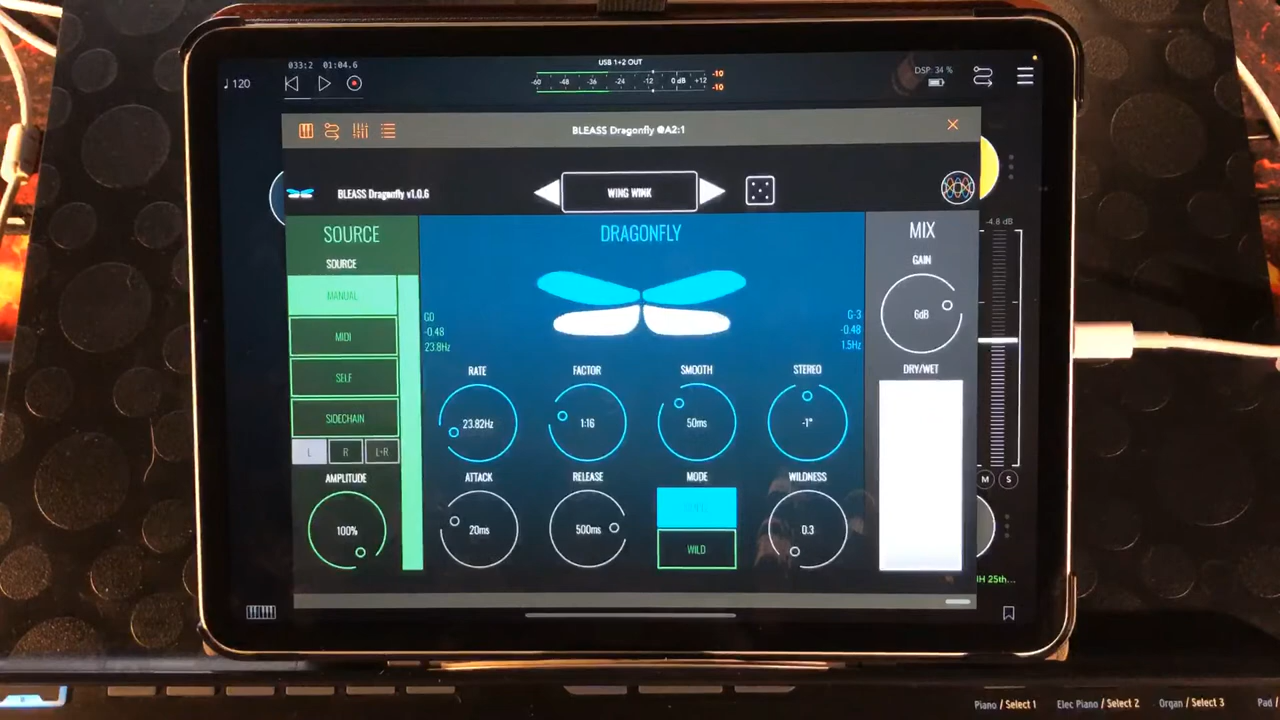 033:2 01:04.6
♩ 120
USB 1+2 OUT
-60 -48 -36 -24 -12 0 dB +12
-10
-10
DSP: 34 %
BLEASS Dragonfly @A2:1
BLEASS Dragonfly v1.0.6
WING WINK
SOURCE
SOURCE
MANUAL
MIDI
SELF
SIDECHAIN
L R L+R
AMPLITUDE
100%
DRAGONFLY
G0
-0.48
23.8Hz
G-3
-0.48
1.5Hz
RATE FACTOR SMOOTH STEREO
23.82Hz 1:16 50ms -1°
ATTACK RELEASE MODE WILDNESS
20ms 500ms 0.3
WILD
MIX
GAIN
6dB
DRY/WET
-4.8 dB
M S
IH 25th...
Piano / Select 1 Elec Piano / Select 2 Organ / Select 3 Pad /